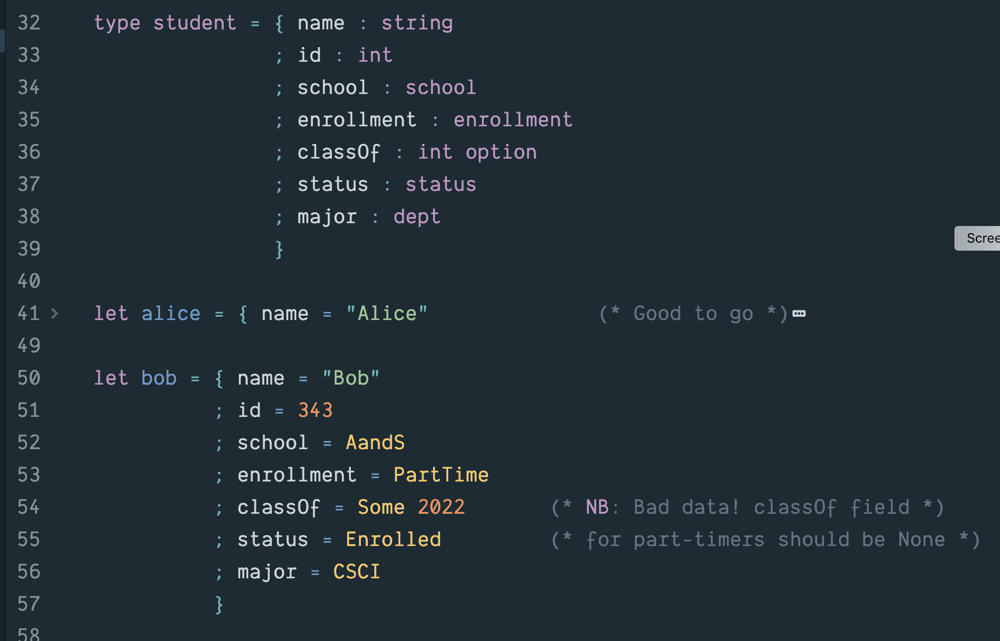 32 type student = { name : string
33 ; id : int
34 ; school : school
35 ; enrollment : enrollment
36 ; classOf : int option
37 ; status : status
38 ; major : dept
39 }
40
41 > let alice = { name = "Alice" (* Good to go *)
49
50 let bob = { name = "Bob"
51 ; id = 343
52 ; school = AandS
53 ; enrollment = PartTime
54 ; classOf = Some 2022 (* NB: Bad data! classOf field *)
55 ; status = Enrolled (* for part-timers should be None *)
56 ; major = CSCI
57 }
58
Scree